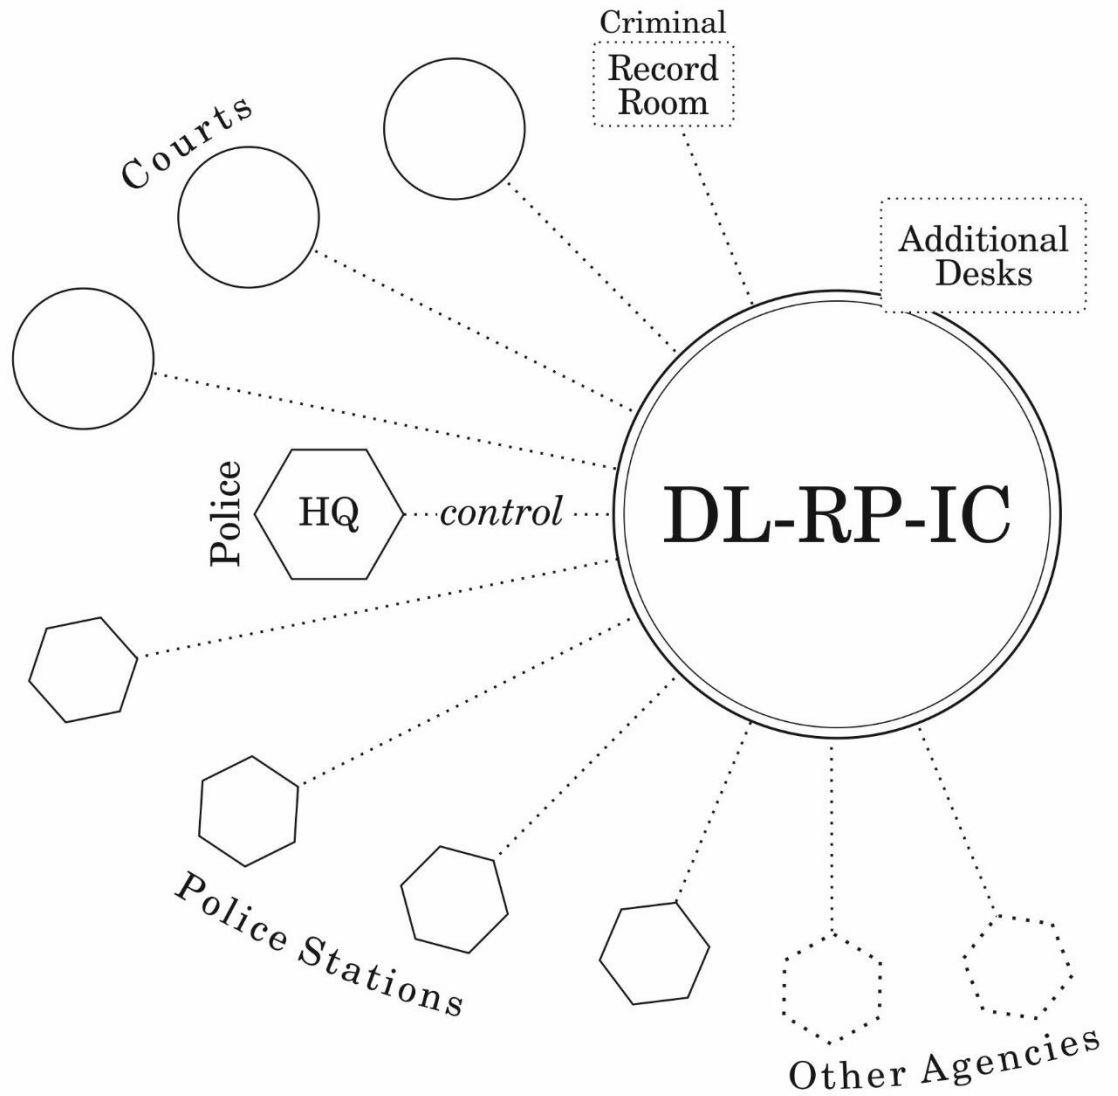 Criminal
Record
Room
Courts
Additional
Desks
Police
HQ
control
DL-RP-IC
Police Stations
Other Agencies